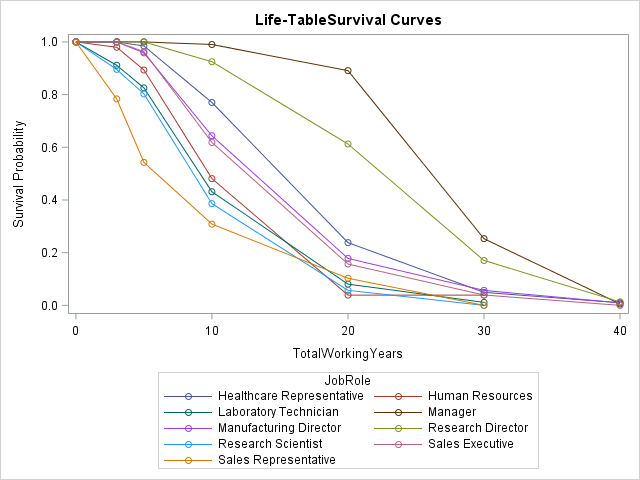 Life-TableSurvival Curves
1.0
0.8
0.6
0.4
0.2
0.0
Survival Probability
0 10 20 30 40
TotalWorkingYears
JobRole
Healthcare Representative Human Resources
Laboratory Technician Manager
Manufacturing Director Research Director
Research Scientist Sales Executive
Sales Representative